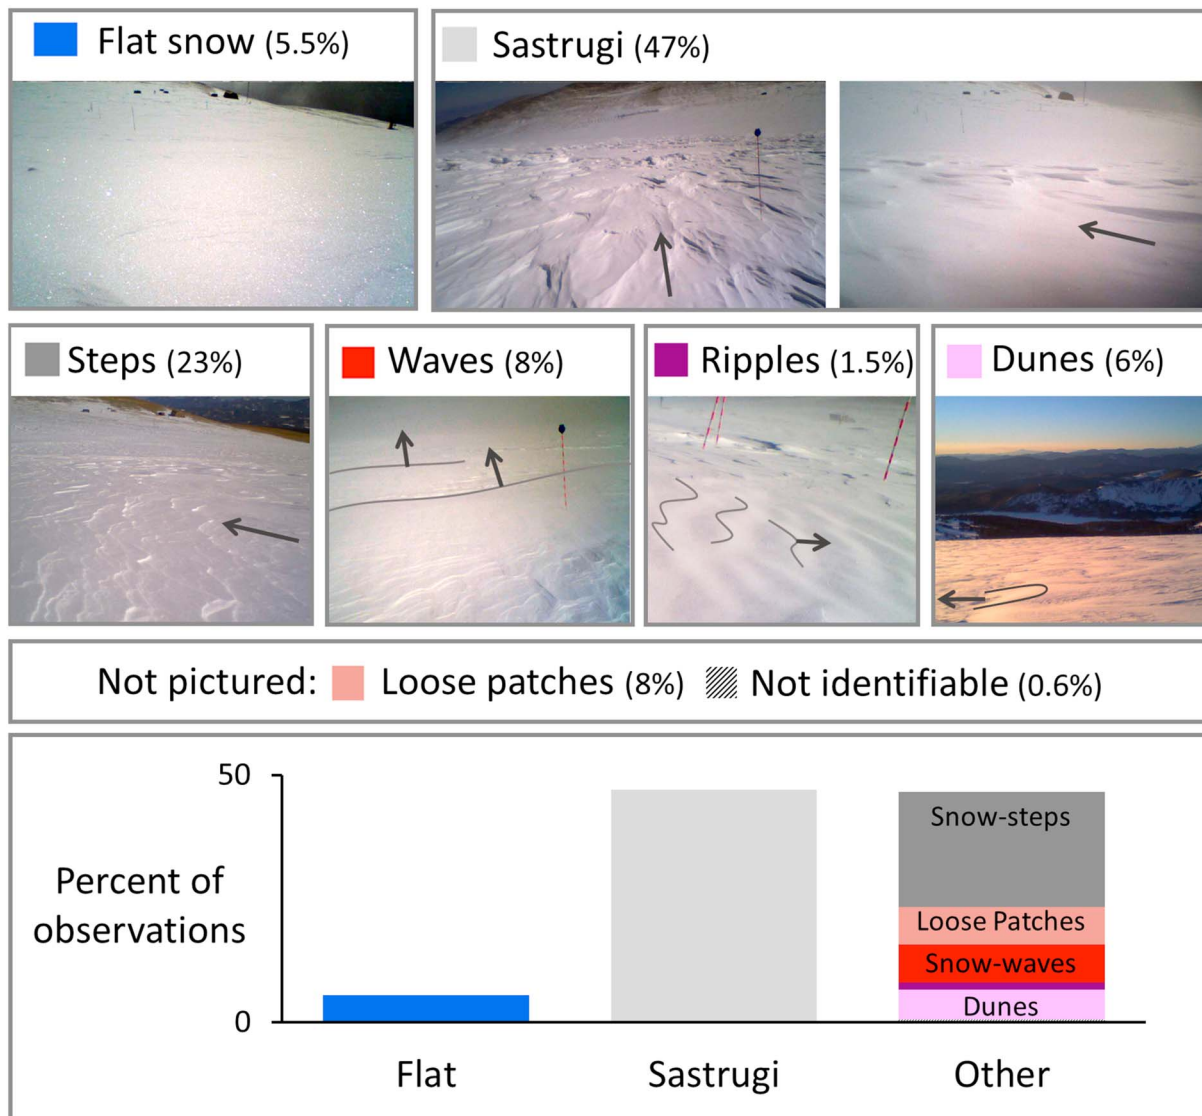 Flat snow (5.5%)
Sastrugi (47%)
Steps (23%)
Waves (8%)
Ripples (1.5%)
Dunes (6%)
Not pictured: Loose patches (8%) Not identifiable (0.6%)
50
Percent of
observations
0
Snow-steps
Loose Patches
Snow-waves
Dunes
Flat
Sastrugi
Other